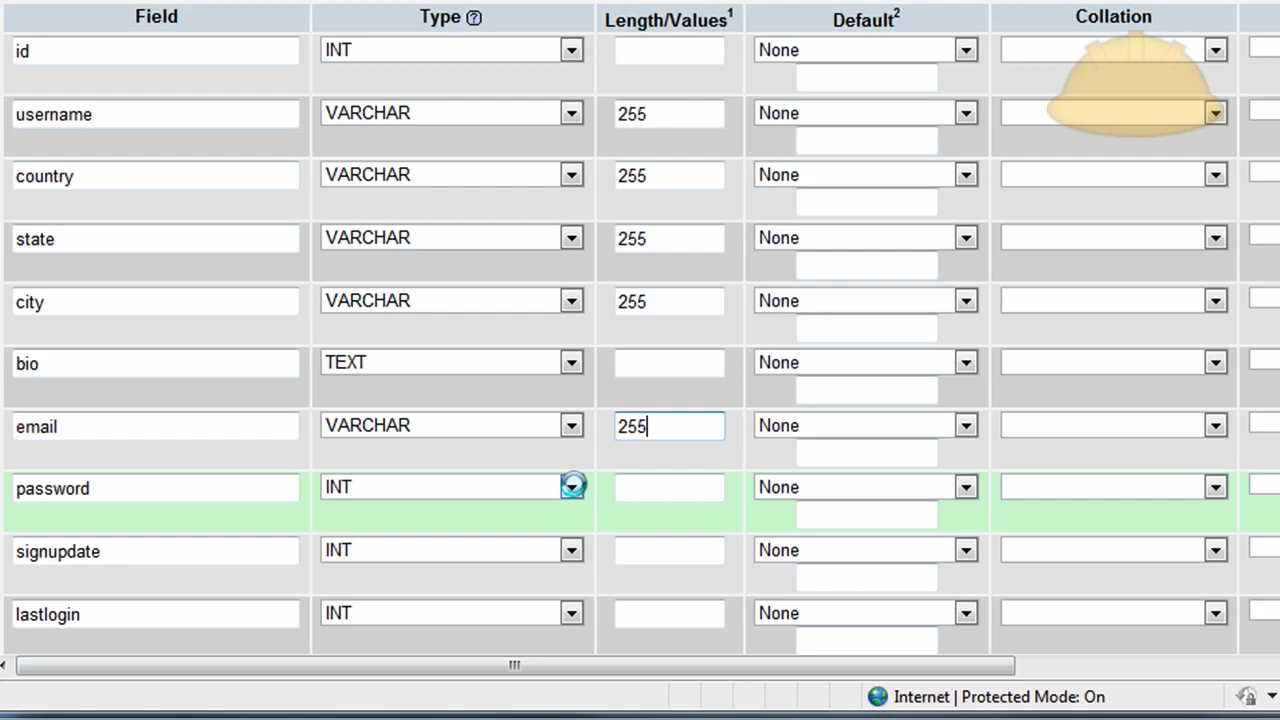 Field Type ? Length/Values1 Default2 Collation
id INT None
username VARCHAR 255 None
country VARCHAR 255 None
state VARCHAR 255 None
city VARCHAR 255 None
bio TEXT None
email VARCHAR 255 None
password INT None
signupdate INT None
lastlogin INT None
Internet | Protected Mode: On